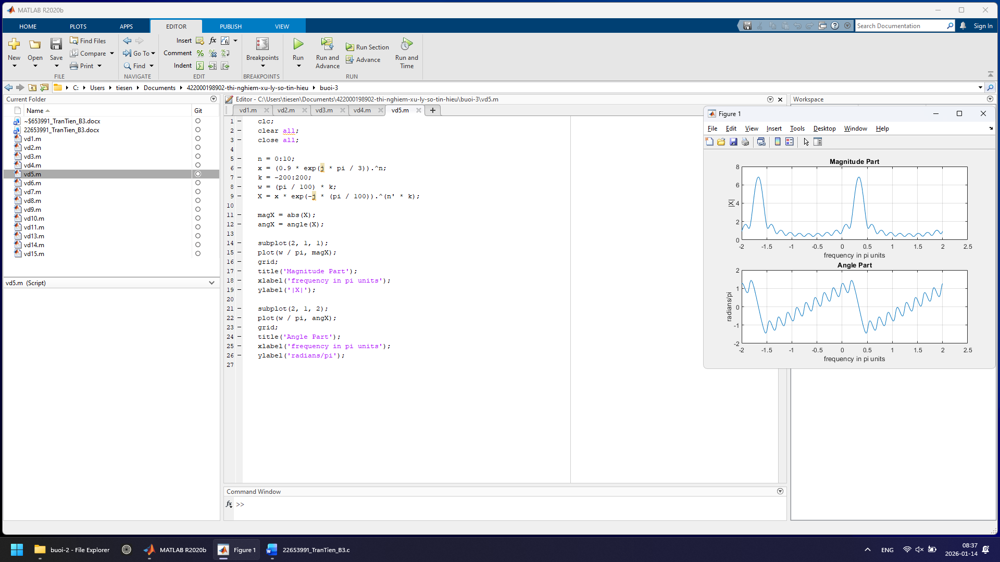 MATLAB R2020b
HOME PLOTS APPS EDITOR PUBLISH VIEW
Search Documentation
Sign In
New Open Save
Find Files
Compare
Print
FILE
Go To
Find
NAVIGATE
Insert
Comment
Indent
EDIT
Breakpoints
BREAKPOINTS
Run
Run and Advance
Run Section
Advance
Run and Time
RUN
C: Users tiesen Documents 422000198902-thi-nghiem-xu-ly-so-tin-hieu buoi-3
Current Folder
Name Git
~$653991_TranTien_B3.docx
22653991_TranTien_B3.docx
vd1.m
vd2.m
vd3.m
vd4.m
vd5.m
vd6.m
vd7.m
vd8.m
vd9.m
vd10.m
vd11.m
vd13.m
vd14.m
vd15.m
vd5.m (Script)
Editor - C:\Users\tiesen\Documents\422000198902-thi-nghiem-xu-ly-so-tin-hieu\buoi-3\vd5.m
vd1.m vd2.m vd3.m vd4.m vd5.m
1 clc;
2 clear all;
3 close all;
4
5 n = 0:10;
6 x = (0.9 * exp(j * pi / 3)).^n;
7 k = -200:200;
8 w = (pi / 100) * k;
9 X = x * exp(-j * (pi / 100)).^(n' * k);
10
11 magX = abs(X);
12 angX = angle(X);
13
14 subplot(2, 1, 1);
15 plot(w / pi, magX);
16 grid;
17 title('Magnitude Part');
18 xlabel('frequency in pi units');
19 ylabel('|X|');
20
21 subplot(2, 1, 2);
22 plot(w / pi, angX);
23 grid;
24 title('Angle Part');
25 xlabel('frequency in pi units');
26 ylabel('radians/pi');
27
Command Window
fx >>
Workspace
Figure 1
File Edit View Insert Tools Desktop Window Help
Magnitude Part
8
6
4
2
0
|X|
-2 -1.5 -1 -0.5 0 0.5 1 1.5 2 2.5
frequency in pi units
Angle Part
2
1
0
-1
-2
radians/pi
-2 -1.5 -1 -0.5 0 0.5 1 1.5 2 2.5
frequency in pi units
buoi-2 - File Explorer
MATLAB R2020b
Figure 1
22653991_TranTien_B3.c
ENG
08:37
2026-01-14